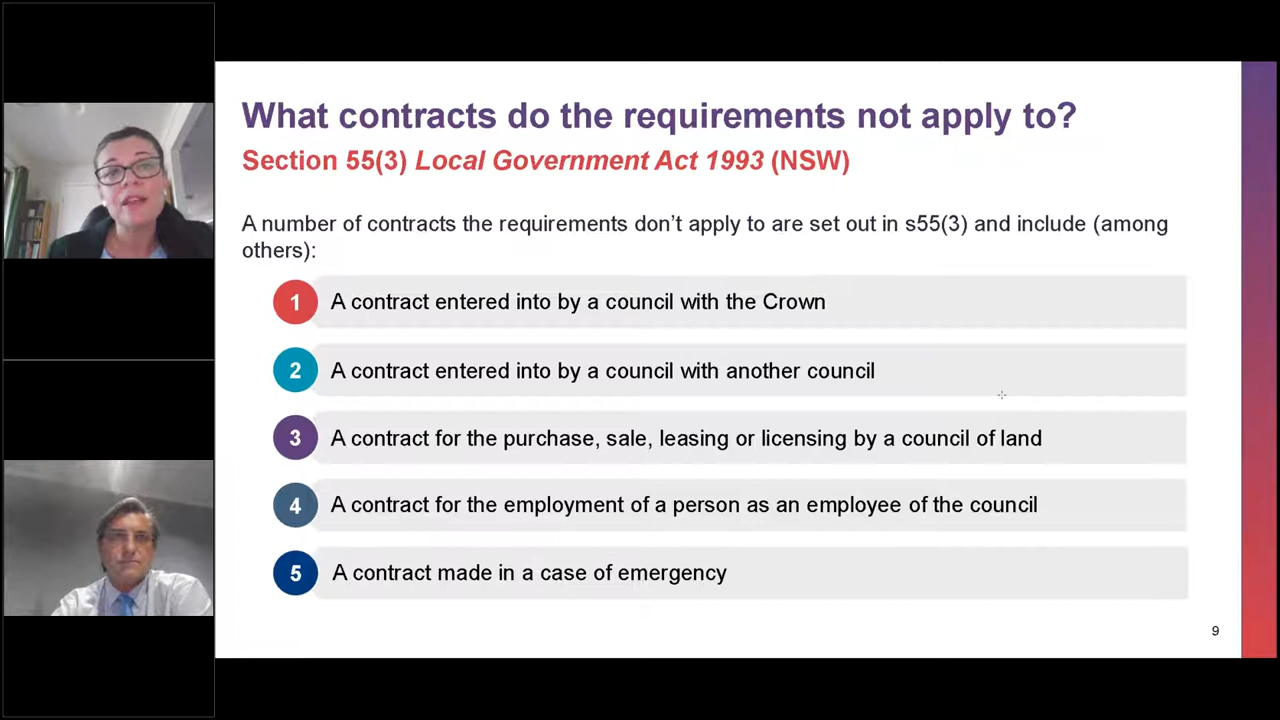 What contracts do the requirements not apply to?
Section 55(3) Local Government Act 1993 (NSW)
A number of contracts the requirements don’t apply to are set out in s55(3) and include (among
others):
1 A contract entered into by a council with the Crown
2 A contract entered into by a council with another council
3 A contract for the purchase, sale, leasing or licensing by a council of land
4 A contract for the employment of a person as an employee of the council
5 A contract made in a case of emergency
9